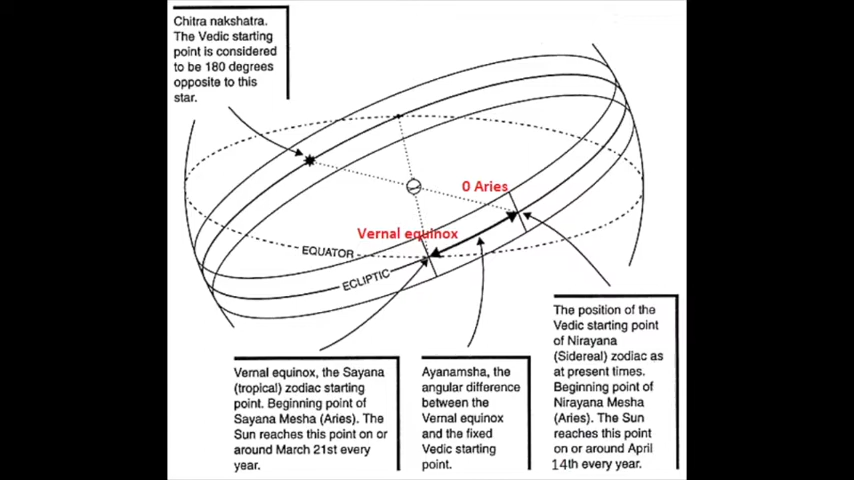 Chitra nakshatra.
The Vedic starting
point is considered
to be 180 degrees
opposite to this
star.
0 Aries
Vernal equinox
EQUATOR
ECLIPTIC
Vernal equinox, the Sayana
(tropical) zodiac starting
point. Beginning point of
Sayana Mesha (Aries). The
Sun reaches this point on or
around March 21st every
year.
Ayanamsha, the
angular difference
between the
Vernal equinox
and the fixed
Vedic starting
point.
The position of the
Vedic starting point
of Nirayana
(Sidereal) zodiac as
at present times.
Beginning point of
Nirayana Mesha
(Aries). The Sun
reaches this point
on or around April
14th every year.